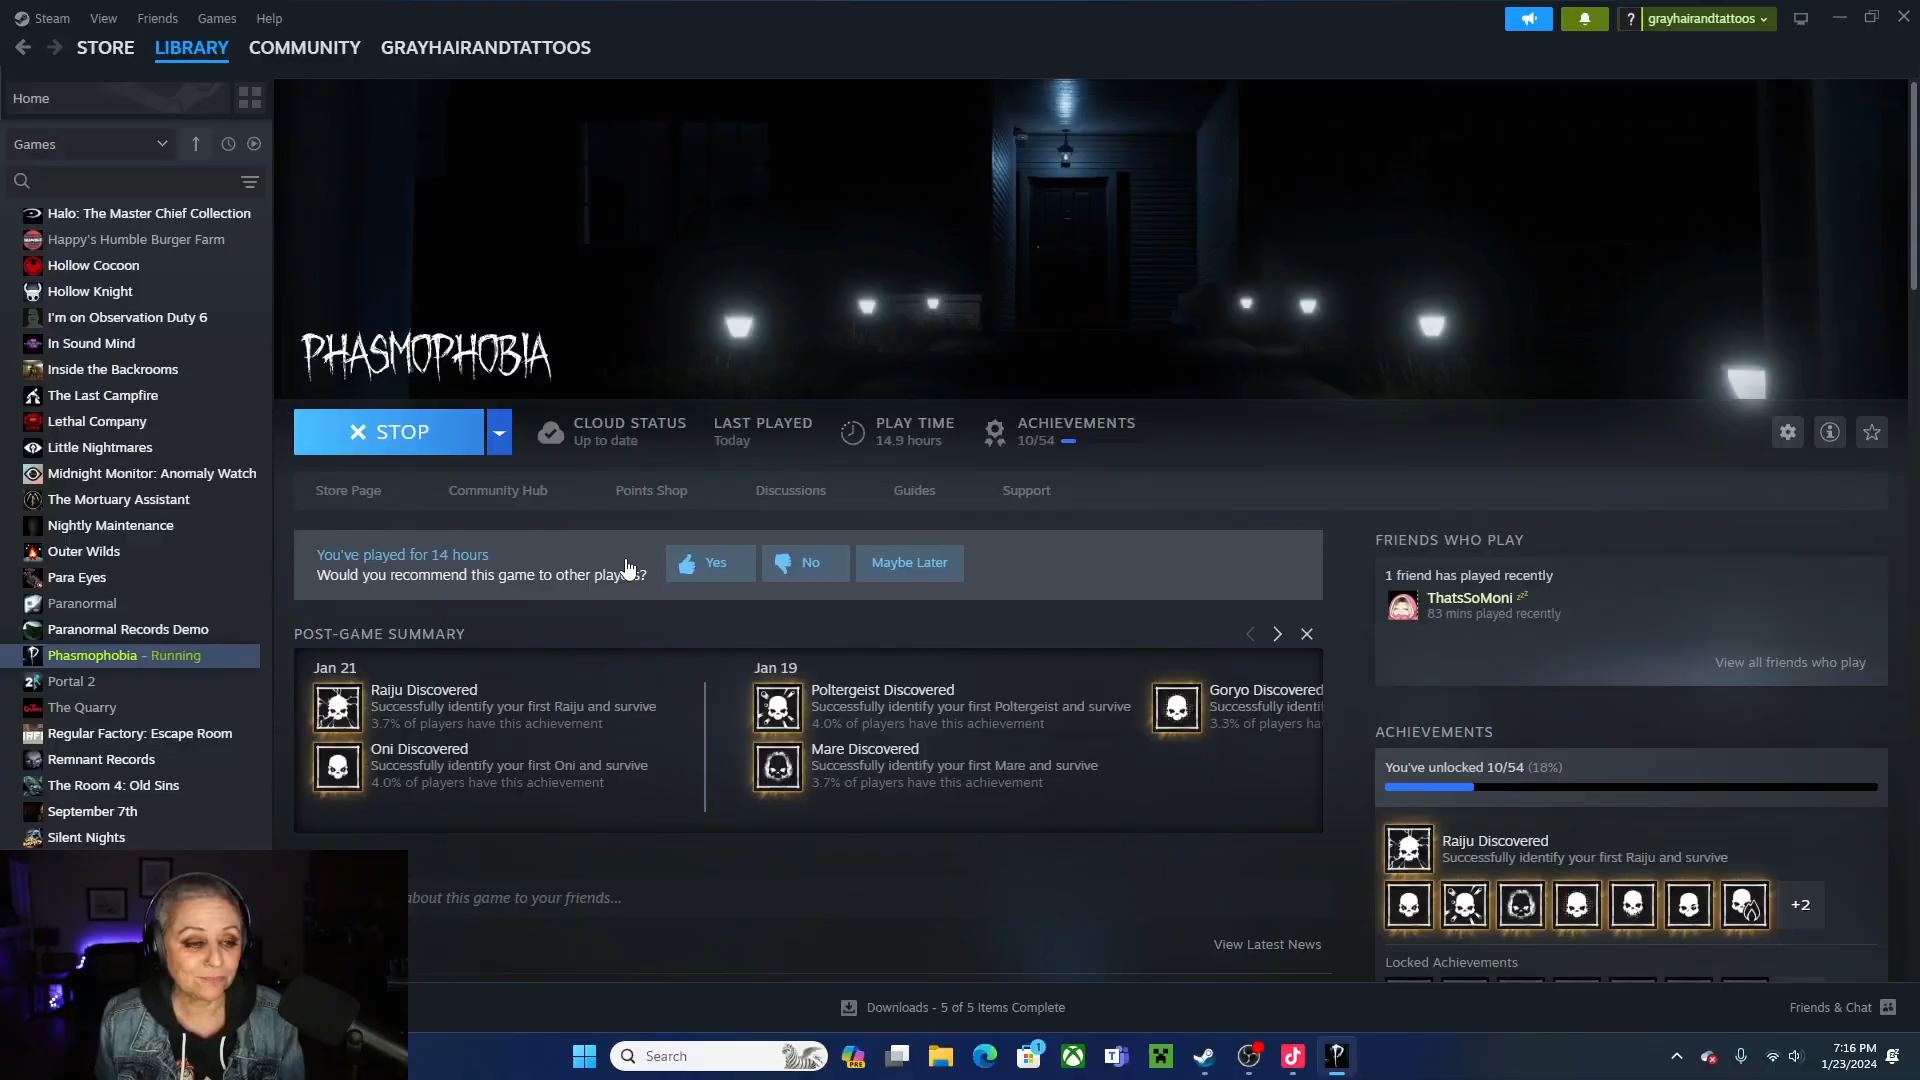 Steam View Friends Games Help
? grayhairandtattoos
STORE LIBRARY COMMUNITY GRAYHAIRANDTATTOOS
Home
Games
Halo: The Master Chief Collection
Happy's Humble Burger Farm
Hollow Cocoon
Hollow Knight
I'm on Observation Duty 6
In Sound Mind
Inside the Backrooms
The Last Campfire
Lethal Company
Little Nightmares
Midnight Monitor: Anomaly Watch
The Mortuary Assistant
Nightly Maintenance
Outer Wilds
Para Eyes
Paranormal
Paranormal Records Demo
Phasmophobia - Running
Portal 2
The Quarry
Regular Factory: Escape Room
Remnant Records
The Room 4: Old Sins
September 7th
Silent Nights
PHASMOPHOBIA
STOP
CLOUD STATUS
Up to date
LAST PLAYED
Today
PLAY TIME
14.9 hours
ACHIEVEMENTS
10/54
Store Page Community Hub Points Shop Discussions Guides Support
You've played for 14 hours
Would you recommend this game to other players?
Yes
No
Maybe Later
POST-GAME SUMMARY
Jan 21
Raiju Discovered
Successfully identify your first Raiju and survive
3.7% of players have this achievement
Oni Discovered
Successfully identify your first Oni and survive
4.0% of players have this achievement
Jan 19
Poltergeist Discovered
Successfully identify your first Poltergeist and survive
4.0% of players have this achievement
Mare Discovered
Successfully identify your first Mare and survive
3.7% of players have this achievement
Goryo Discovered
Successfully identif
3.3% of players ha
about this game to your friends...
View Latest News
FRIENDS WHO PLAY
1 friend has played recently
ThatsSoMoni zzz
83 mins played recently
View all friends who play
ACHIEVEMENTS
You've unlocked 10/54 (18%)
Raiju Discovered
Successfully identify your first Raiju and survive
+2
Locked Achievements
Downloads - 5 of 5 Items Complete
Friends & Chat
Search
PRE
1
7:16 PM
1/23/2024